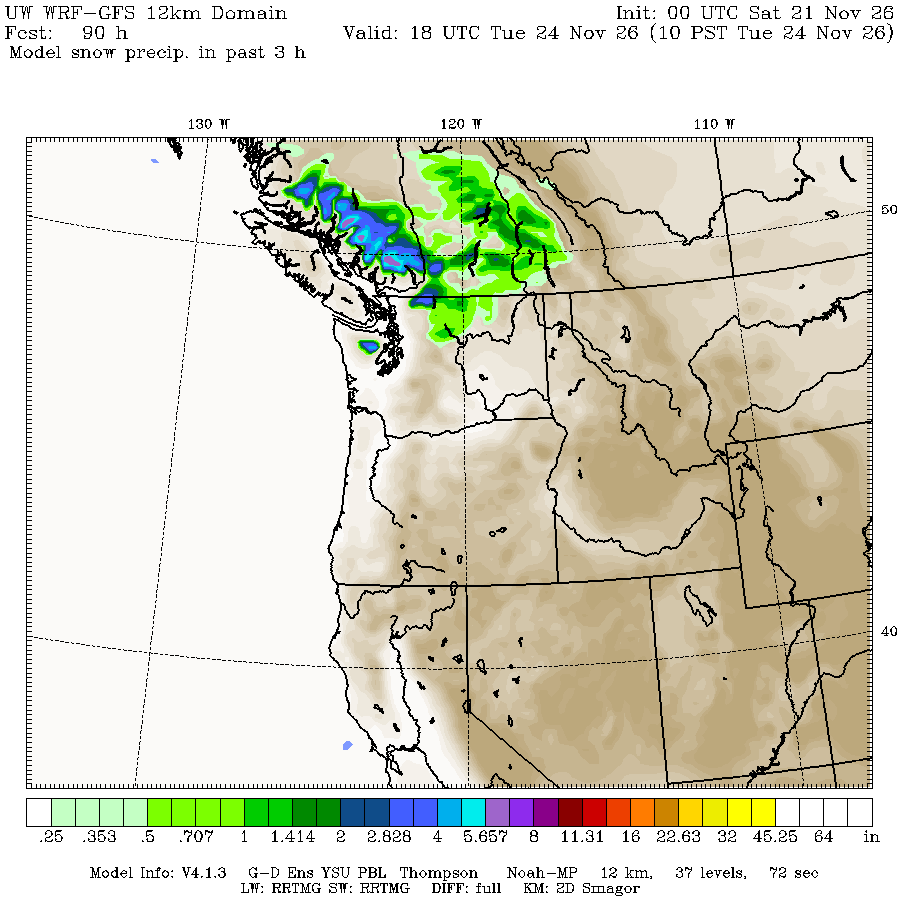 UW WRF-GFS 12km Domain Init: 00 UTC Sat 21 Nov 26
Fcst: 90 h Valid: 18 UTC Tue 24 Nov 26 (10 PST Tue 24 Nov 26)
Model snow precip. in past 3 h
130 W 120 W 110 W
50
40
.25 .353 .5 .707 1 1.414 2 2.828 4 5.657 8 11.31 16 22.63 32 45.25 64 in
Model Info: V4.1.3 G-D Ens YSU PBL Thompson Noah-MP 12 km, 37 levels, 72 sec
LW: RRTMG SW: RRTMG DIFF: full KM: 2D Smagor